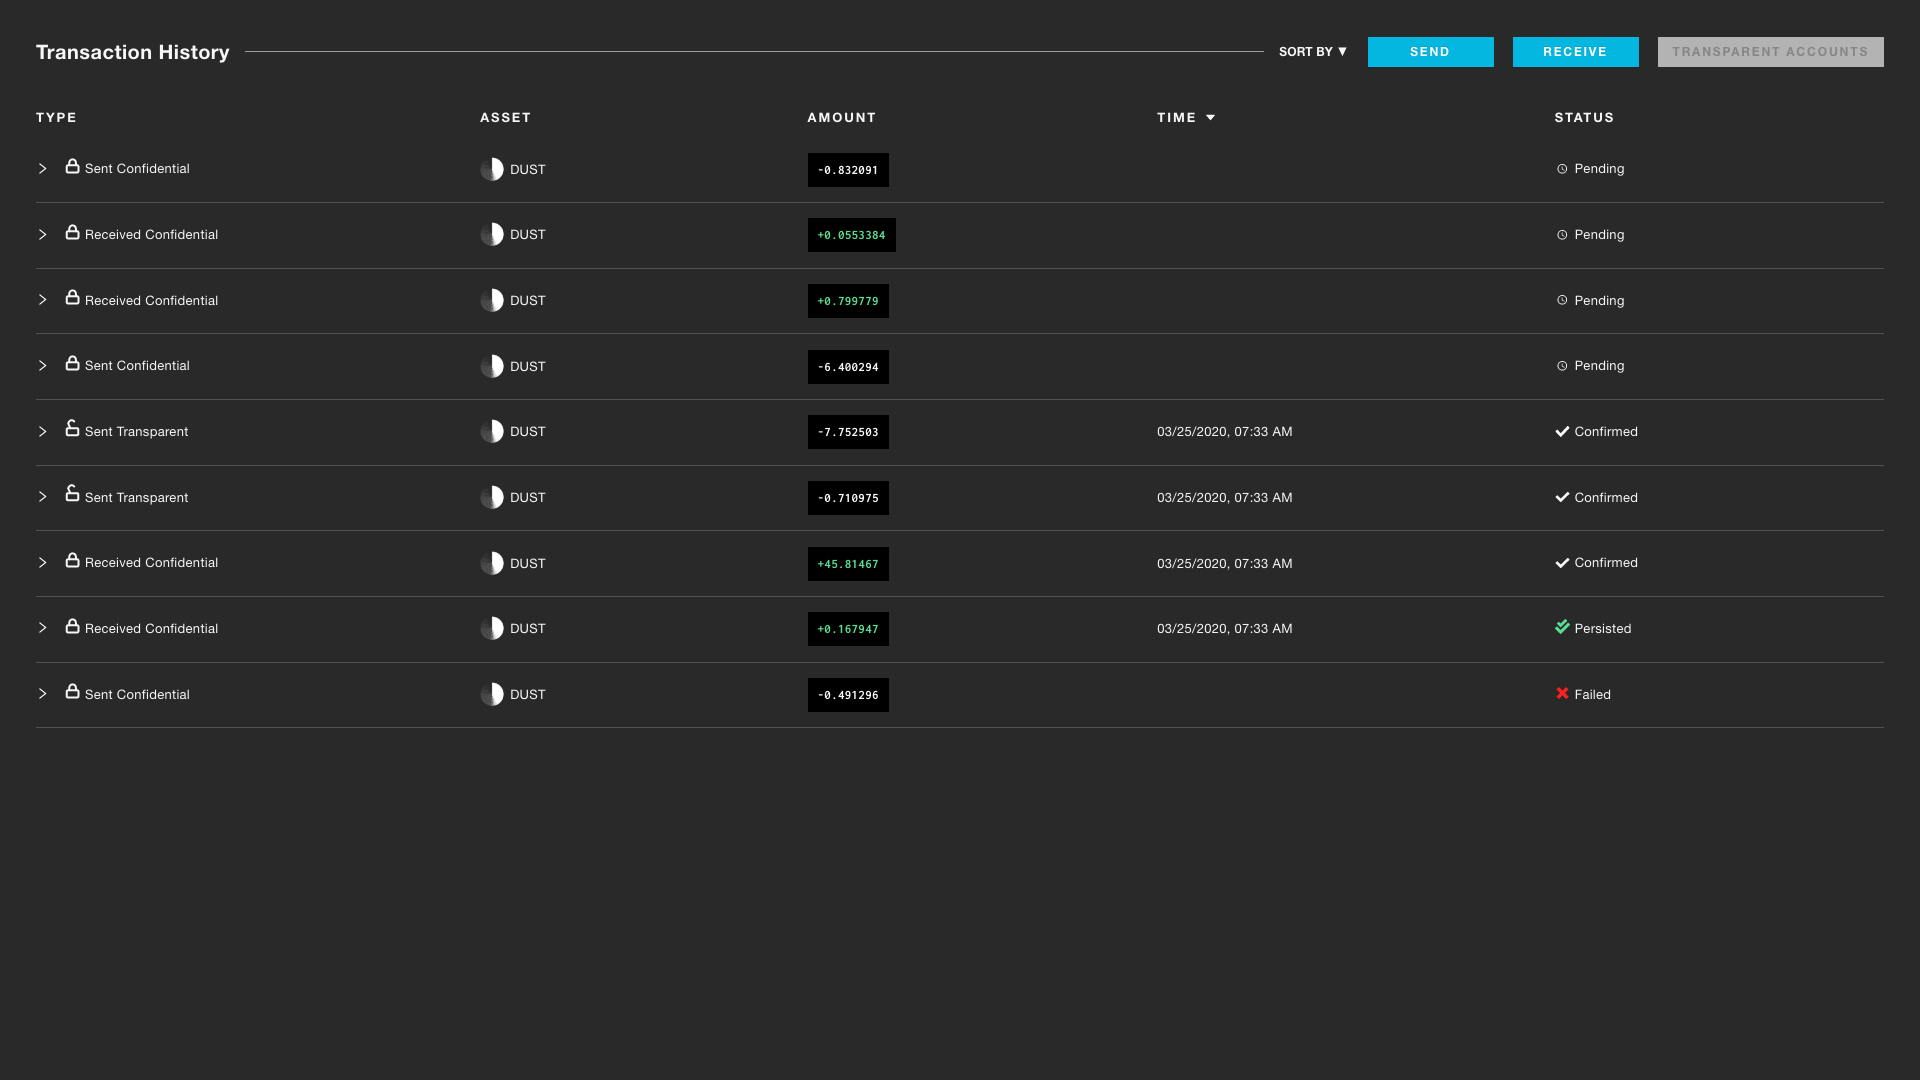 Transaction History SORT BY ▼ SEND RECEIVE TRANSPARENT ACCOUNTS
TYPE ASSET AMOUNT TIME STATUS
Sent Confidential DUST -0.832091 Pending
Received Confidential DUST +0.0553384 Pending
Received Confidential DUST +0.799779 Pending
Sent Confidential DUST -6.400294 Pending
Sent Transparent DUST -7.752503 03/25/2020, 07:33 AM Confirmed
Sent Transparent DUST -0.710975 03/25/2020, 07:33 AM Confirmed
Received Confidential DUST +45.81467 03/25/2020, 07:33 AM Confirmed
Received Confidential DUST +0.167947 03/25/2020, 07:33 AM Persisted
Sent Confidential DUST -0.491296 Failed